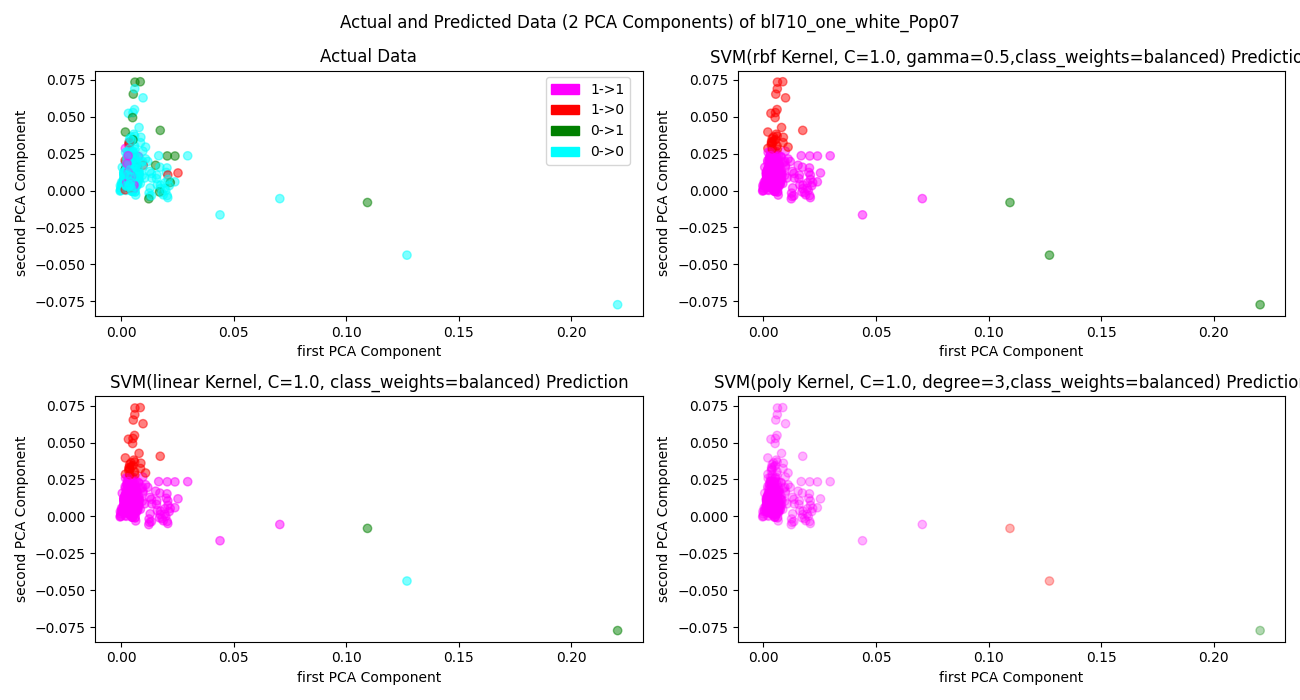 Actual and Predicted Data (2 PCA Components) of bl710_one_white_Pop07
Actual Data
second PCA Component
0.075
0.050
0.025
0.000
−0.025
−0.050
−0.075
1->1
1->0
0->1
0->0
0.00 0.05 0.10 0.15 0.20
first PCA Component
SVM(rbf Kernel, C=1.0, gamma=0.5,class_weights=balanced) Predictio
second PCA Component
0.075
0.050
0.025
0.000
−0.025
−0.050
−0.075
0.00 0.05 0.10 0.15 0.20
first PCA Component
SVM(linear Kernel, C=1.0, class_weights=balanced) Prediction
second PCA Component
0.075
0.050
0.025
0.000
−0.025
−0.050
−0.075
0.00 0.05 0.10 0.15 0.20
first PCA Component
SVM(poly Kernel, C=1.0, degree=3,class_weights=balanced) Prediction
second PCA Component
0.075
0.050
0.025
0.000
−0.025
−0.050
−0.075
0.00 0.05 0.10 0.15 0.20
first PCA Component